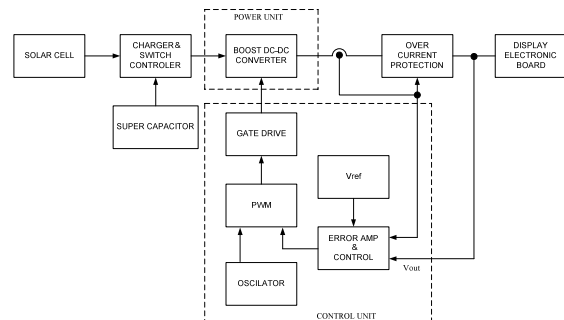 POWER UNIT
SOLAR CELL
CHARGER &
SWITCH
CONTROLER
BOOST DC-DC
CONVERTER
OVER
CURRENT
PROTECTION
DISPLAY
ELECTRONIC
BOARD
SUPER CAPACITOR
GATE DRIVE
Vref
PWM
ERROR AMP
&
CONTROL
Vout
OSCILATOR
CONTROL UNIT